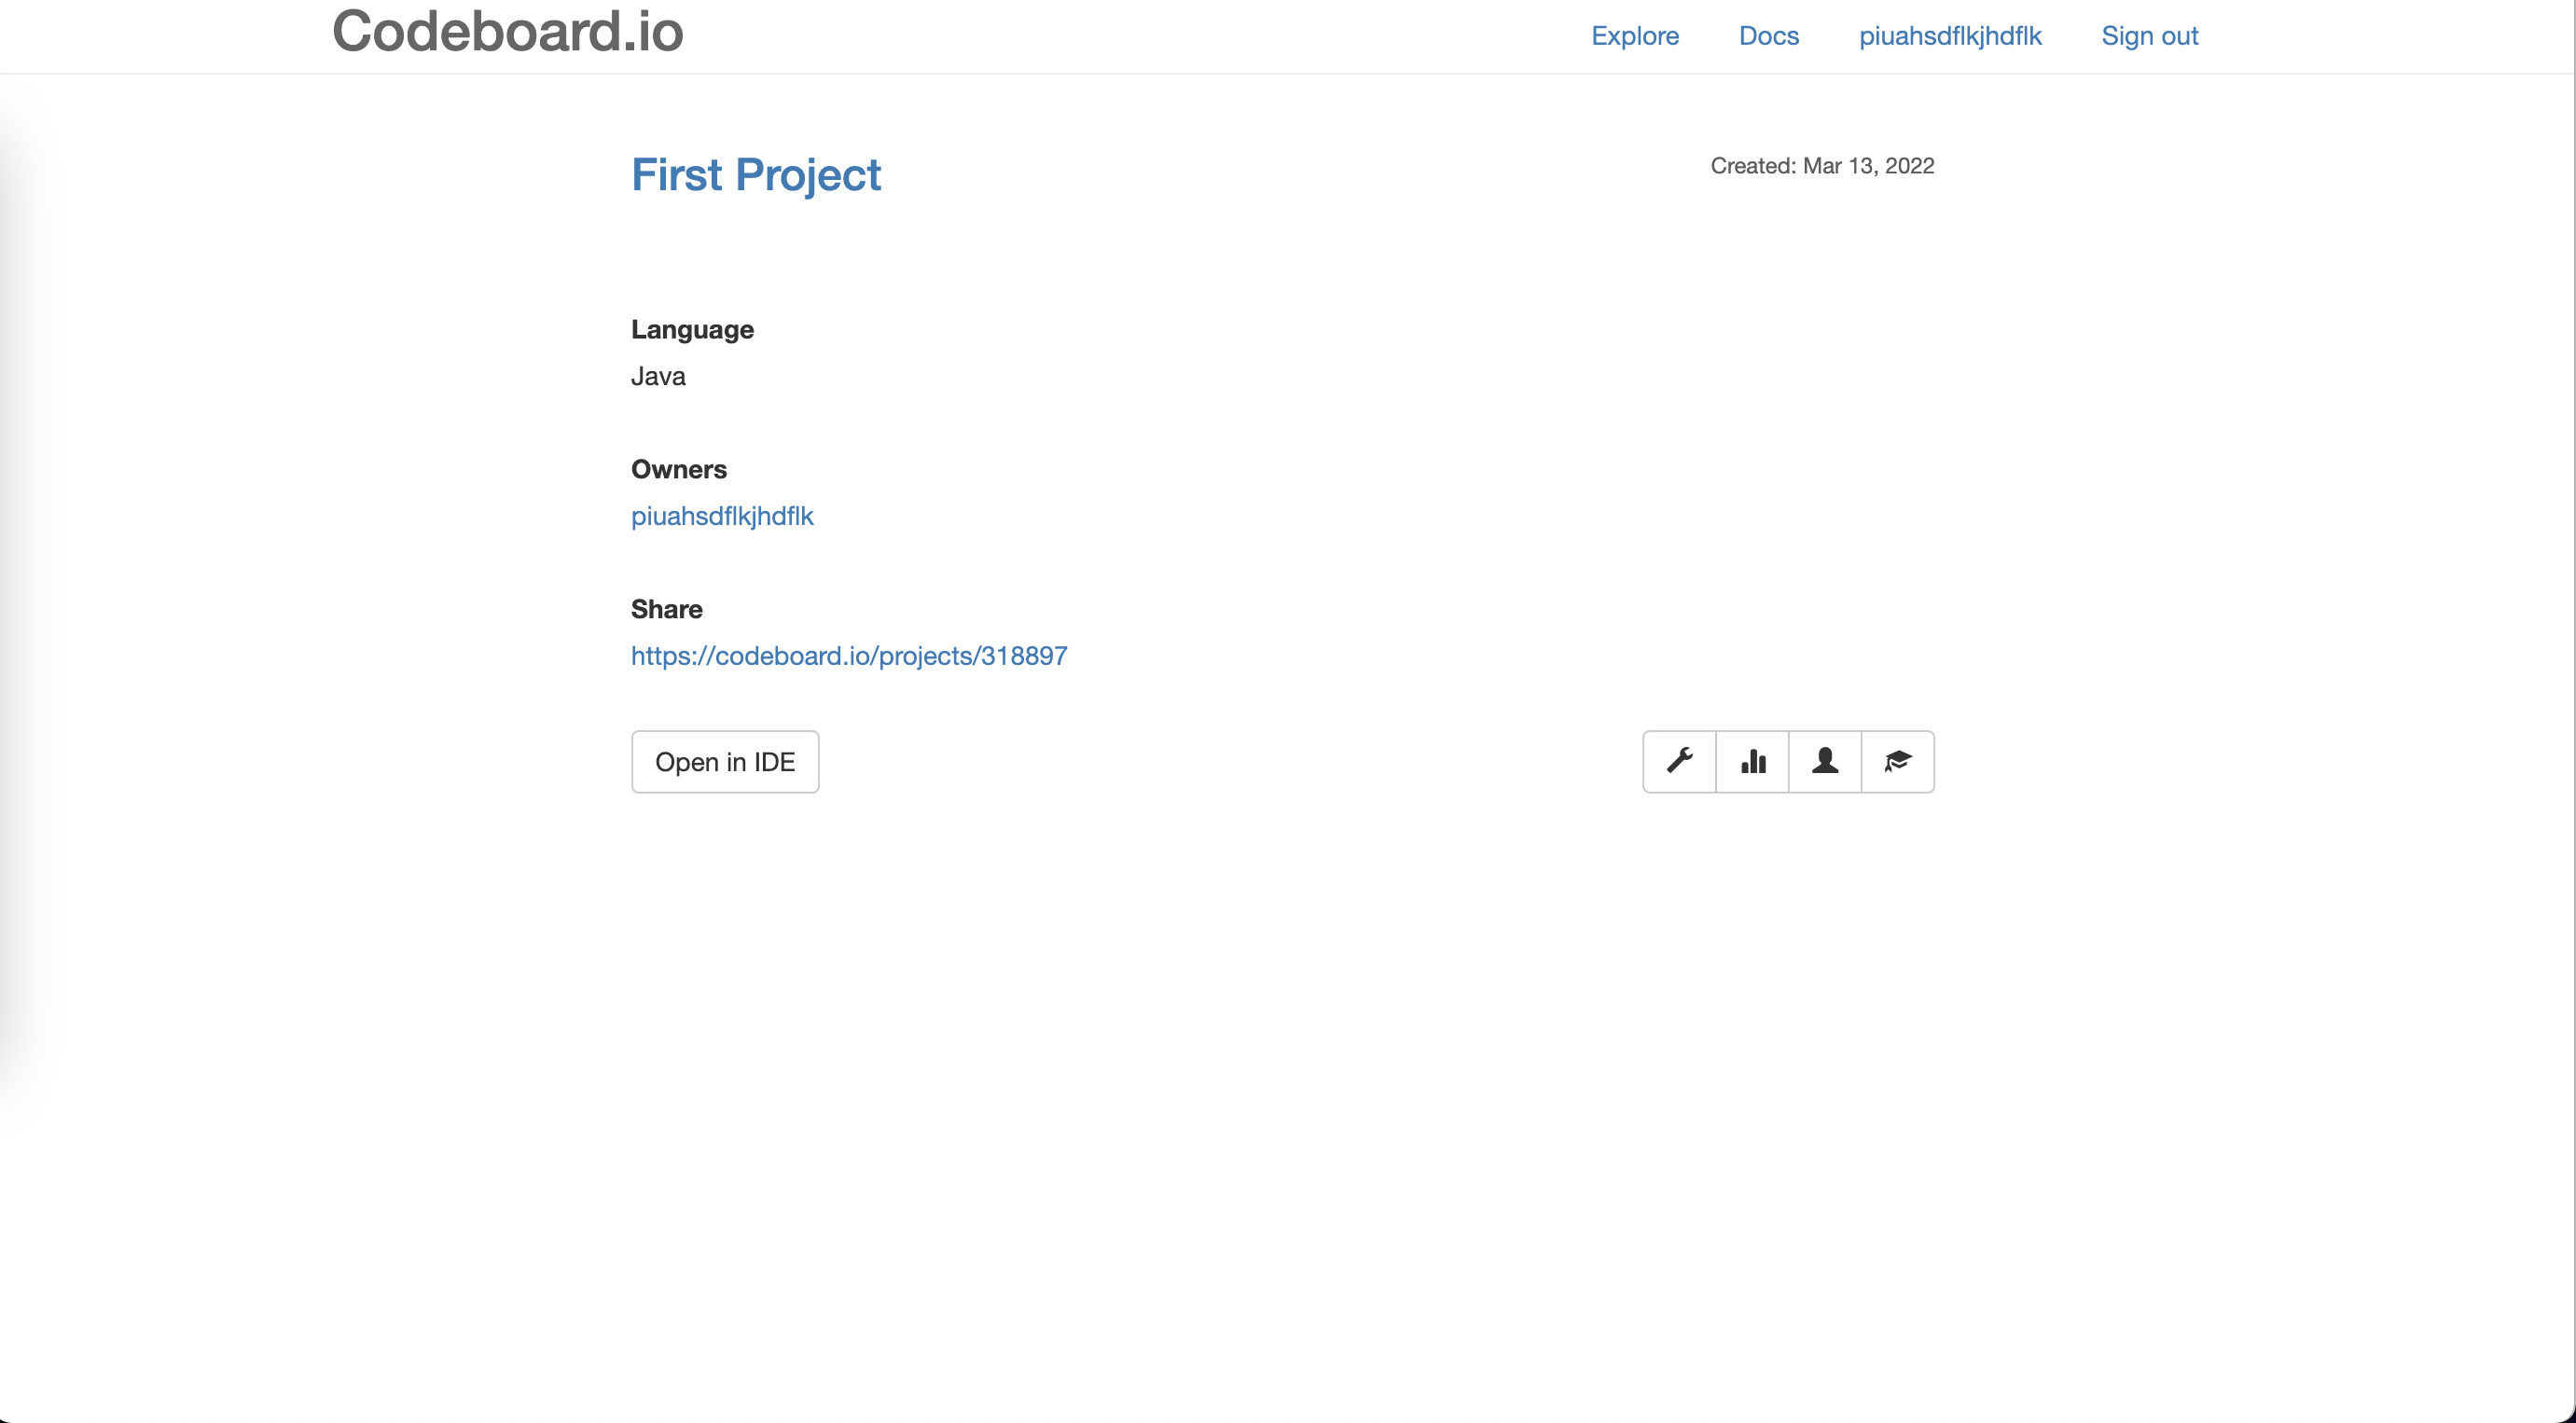 Codeboard.io
Explore Docs piuahsdflkjhdflk Sign out
First Project
Created: Mar 13, 2022
Language
Java
Owners
piuahsdflkjhdflk
Share
https://codeboard.io/projects/318897
Open in IDE